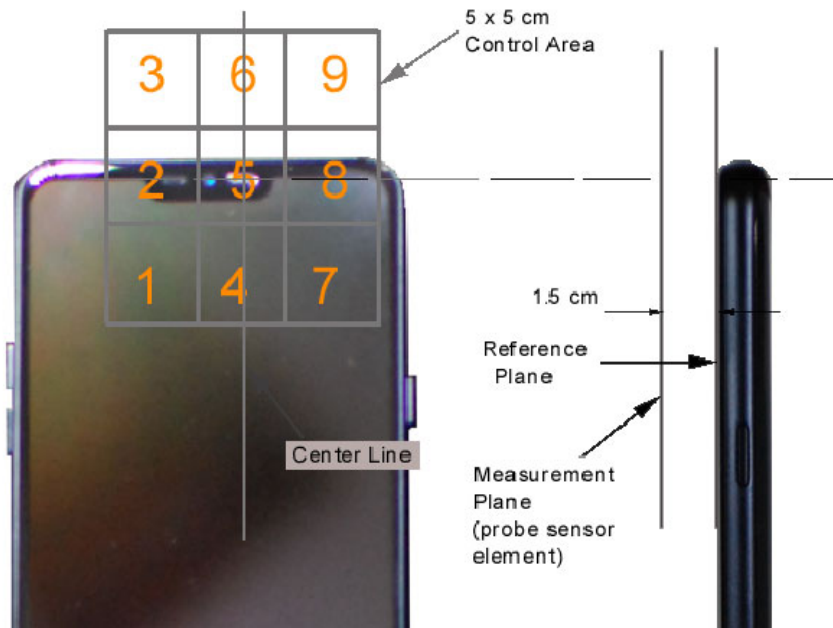 5 x 5 cm
Control Area
3 6 9
2 5 8
1 4 7
1.5 cm
Reference
Plane
Center Line
Measurement
Plane
(probe sensor
element)